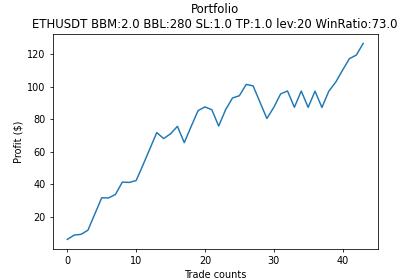 Portfolio
ETHUSDT BBM:2.0 BBL:280 SL:1.0 TP:1.0 lev:20 WinRatio:73.0
120
100
80
60
40
20
Profit ($)
0
10
20
30
40
Trade counts